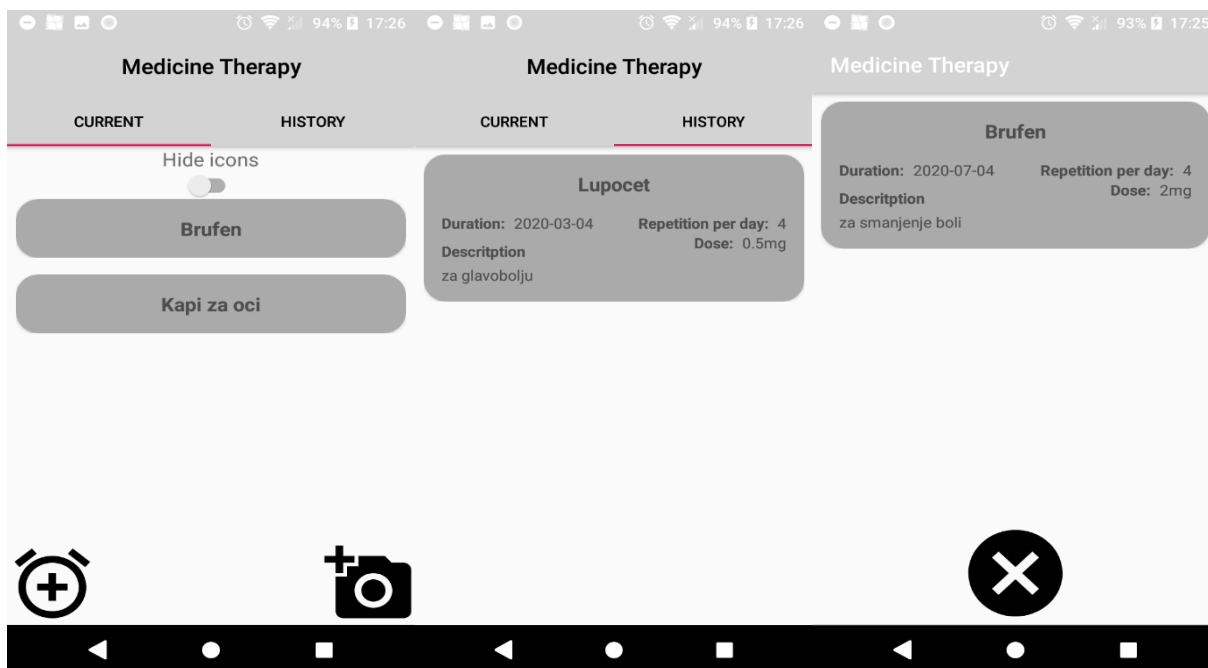 94% 17:26
Medicine Therapy
CURRENT HISTORY
Hide icons
Brufen
Kapi za oci
94% 17:26
Medicine Therapy
CURRENT HISTORY
Lupocet
Duration: 2020-03-04 Repetition per day: 4
Dose: 0.5mg
Descritption
za glavobolju
93% 17:25
Medicine Therapy
Brufen
Duration: 2020-07-04 Repetition per day: 4
Dose: 2mg
Descritption
za smanjenje boli